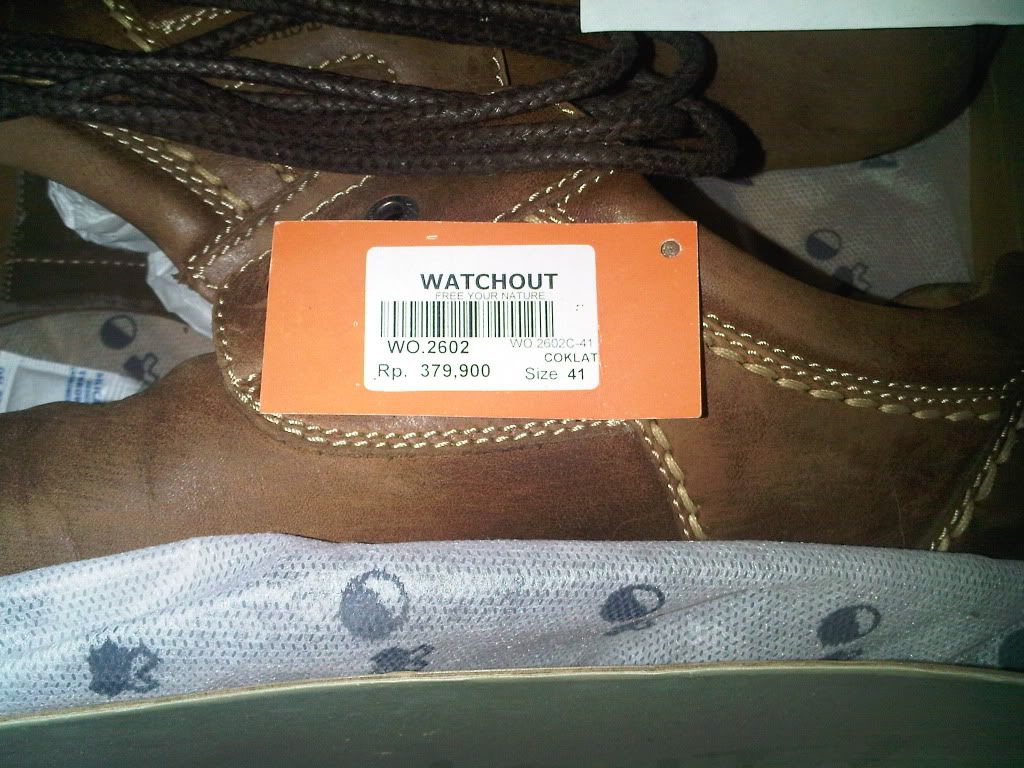 WATCHOUT
FREE YOUR NATURE
WO.2602 WO 2602C-41
COKLAT
Rp. 379,900 Size 41